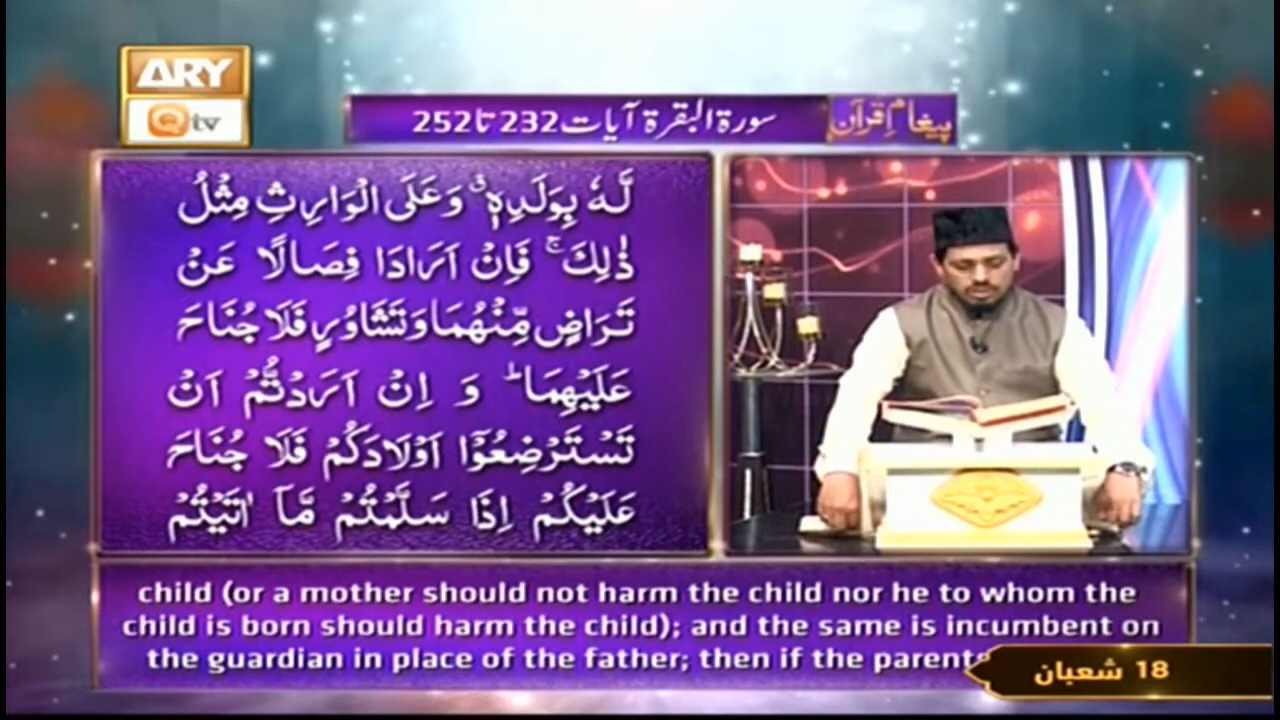 ARY
Qtv
پیغامِ قرآن
سورۃ البقرۃ آیات 232 تا 252
لَّهٗ بِوَلَدِهٖ ۗ وَ عَلَى الْوَارِثِ مِثْلُ
ذٰلِكَ ۚ فَاِنْ اَرَادَا فِصَالًا عَنْ
تَرَاضٍ مِّنْهُمَا وَ تَشَاوُرٍ فَلَا جُنَاحَ
عَلَيْهِمَا ؕ وَ اِنْ اَرَدْتُّمْ اَنْ
تَسْتَرْضِعُوْۤا اَوْلَادَكُمْ فَلَا جُنَاحَ
عَلَيْكُمْ اِذَا سَلَّمْتُمْ مَّاۤ اٰتَيْتُمْ
child (or a mother should not harm the child nor he to whom the
child is born should harm the child); and the same is incumbent on
the guardian in place of the father; then if the parent
18 شعبان